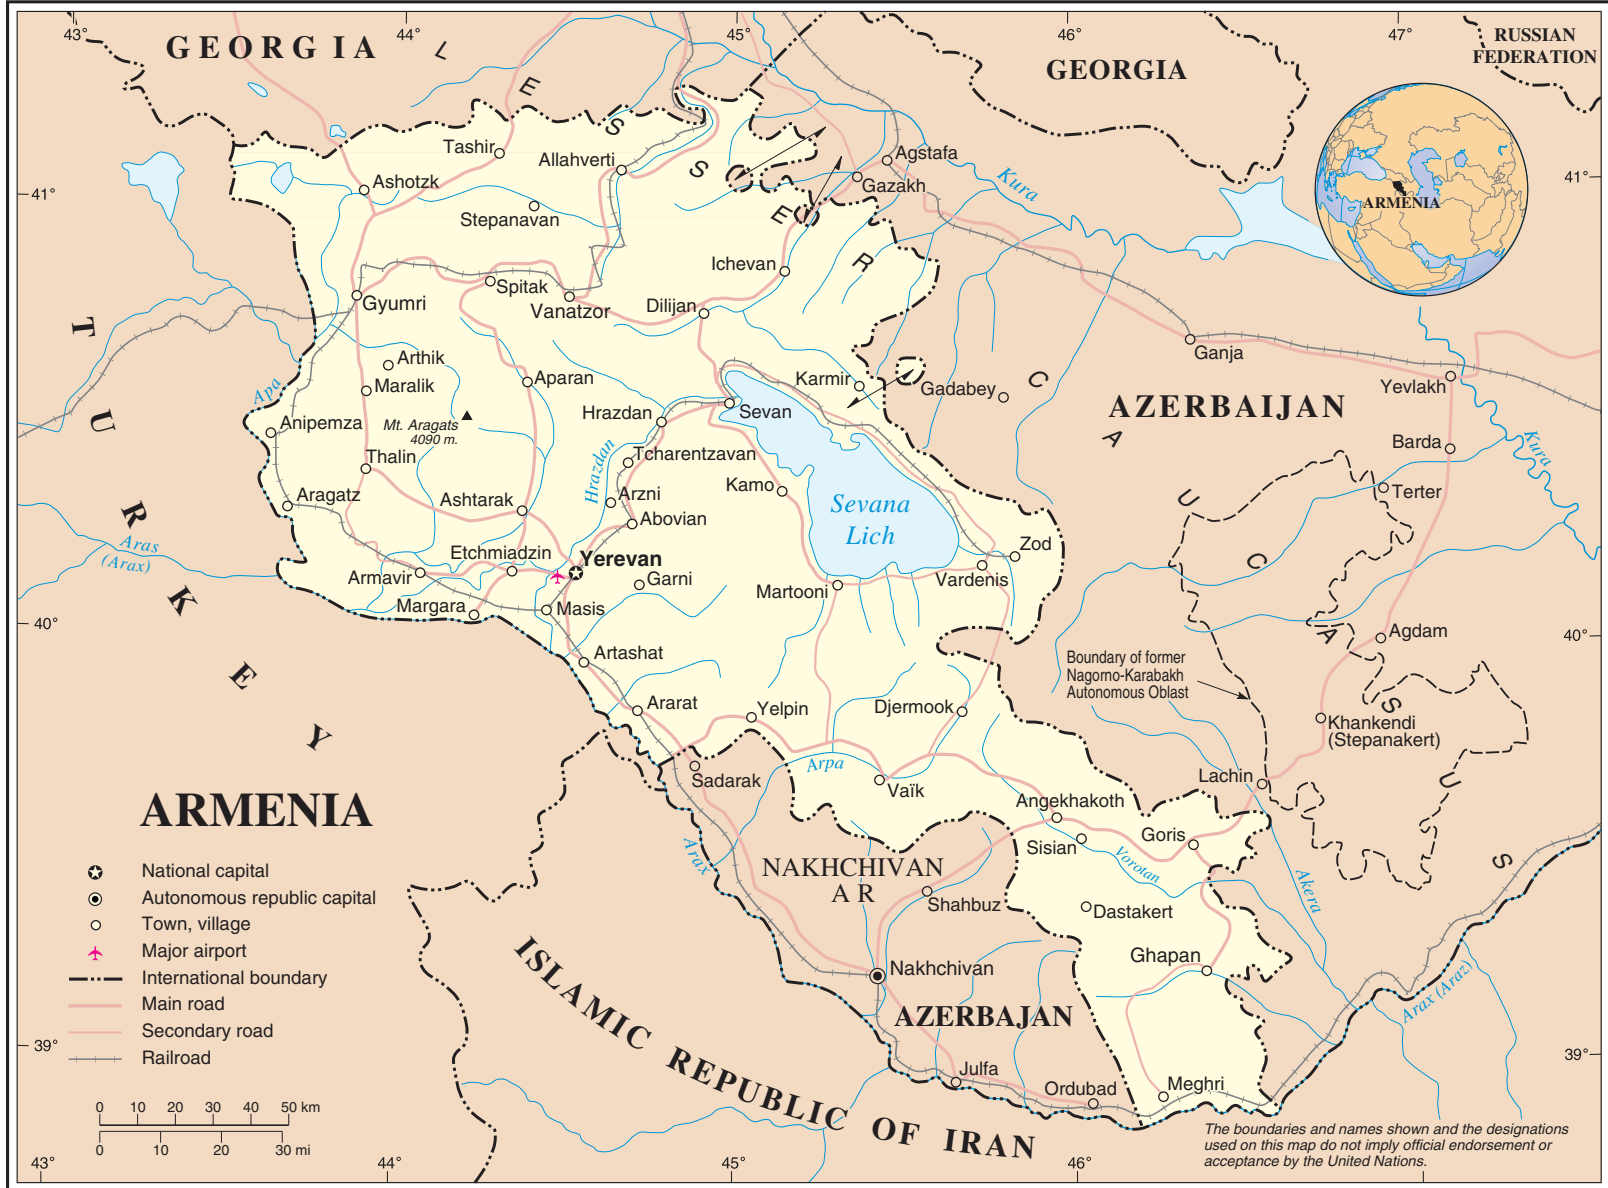 43°
44°
45°
46°
47°
GEORGIA
GEORGIA
RUSSIAN
FEDERATION
LESSER
CAUCASUS
Tashir
Allahverti
Agstafa
Gazakh
Kura
Ashotzk
Stepanavan
41°
41°
ARMENIA
Ichevan
Spitak
Gyumri
Vanatzor
Dilijan
Ganja
TURKEY
Arthik
Maralik
Aparan
Karmir
Gadabey
Yevlakh
Apa
Hrazdan
Sevan
AZERBAIJAN
Anipemza
Mt. Aragats
4090 m.
Barda
Kura
Thalin
Hrazdan
Tcharentzavan
Kamo
Terter
Aragatz
Ashtarak
Arzni
Abovian
Sevana
Lich
Aras
(Arax)
Etchmiadzin
Yerevan
Zod
Armavir
Garni
Vardenis
Martooni
Margara
Masis
40°
40°
Agdam
Artashat
Boundary of former
Nagorno-Karabakh
Autonomous Oblast
Ararat
Yelpin
Djermook
Khankendi
(Stepanakert)
Sadarak
Arpa
Vaïk
Lachin
Angekhakoth
ARMENIA
Goris
Sisian
Arax
Vorotan
Akera
National capital
Autonomous republic capital
Town, village
Major airport
International boundary
Main road
Secondary road
Railroad
NAKHCHIVAN
A R
Shahbuz
Dastakert
Ghapan
Nakhchivan
Arax (Araz)
AZERBAJAN
ISLAMIC REPUBLIC OF IRAN
39°
39°
Julfa
Ordubad
Meghri
0 10 20 30 40 50 km
0 10 20 30 mi
The boundaries and names shown and the designations
used on this map do not imply official endorsement or
acceptance by the United Nations.
43°
44°
45°
46°